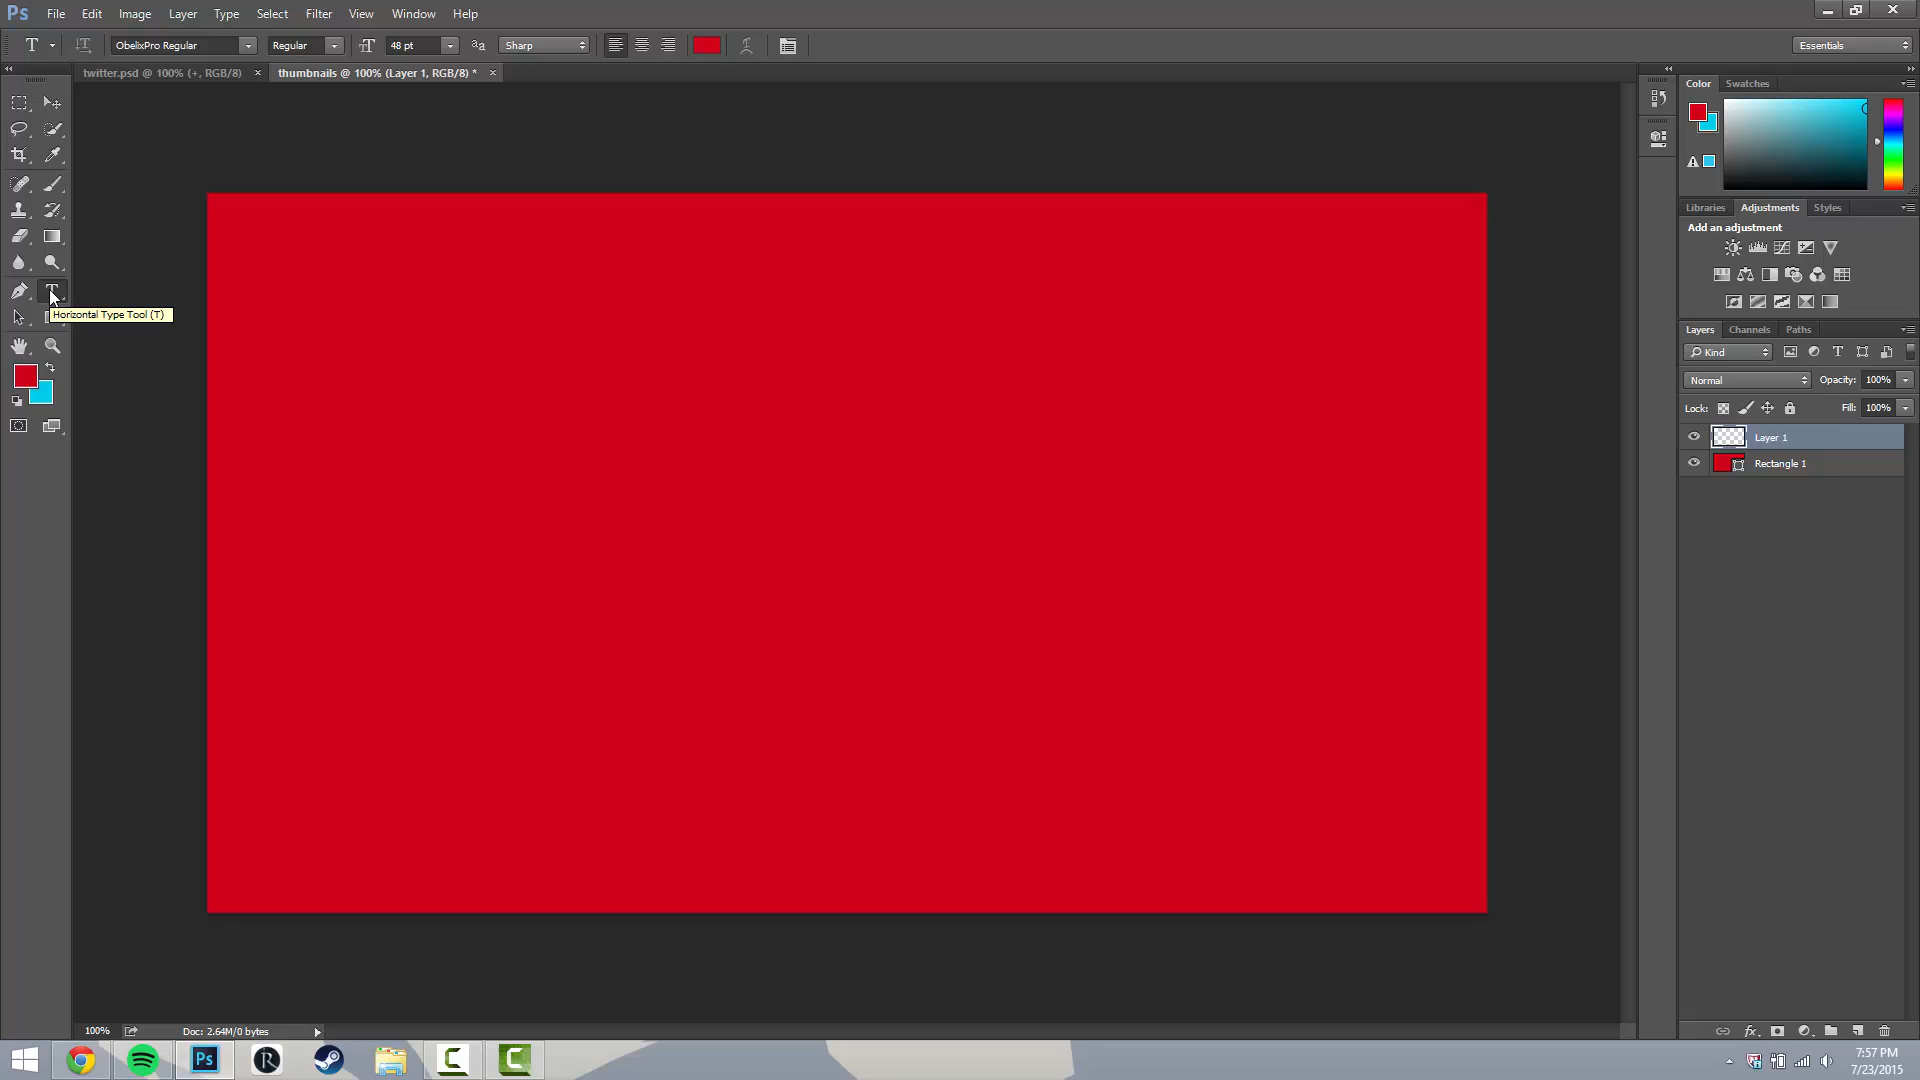 Ps File Edit Image Layer Type Select Filter View Window Help
T ObelixPro Regular Regular 48 pt aa Sharp Essentials
twitter.psd @ 100% (+, RGB/8) × thumbnails @ 100% (Layer 1, RGB/8) * ×
Color Swatches
Libraries Adjustments Styles
Add an adjustment
Horizontal Type Tool (T)
Layers Channels Paths
Kind
Normal Opacity: 100%
Lock: Fill: 100%
Layer 1
Rectangle 1
100% Doc: 2.64M/0 bytes
fx
7:57 PM
7/23/2015